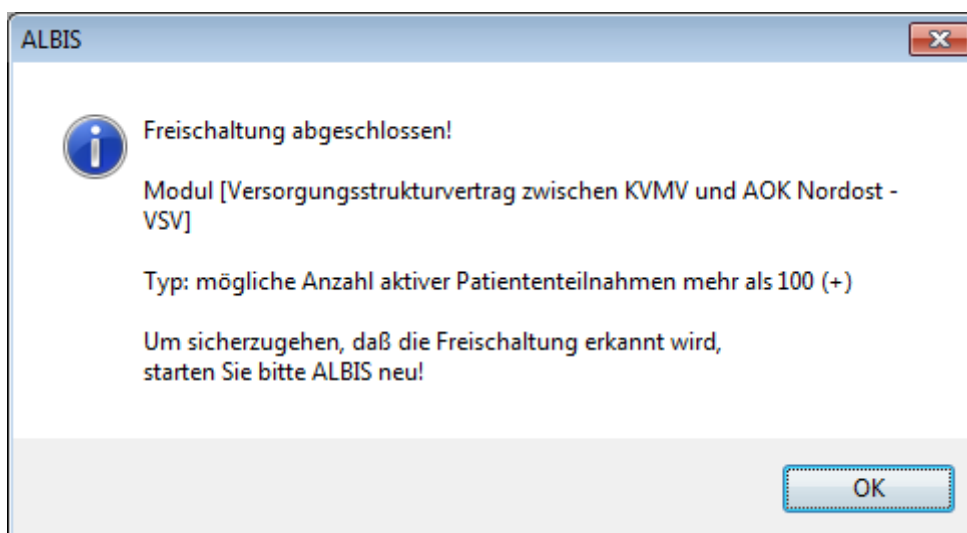 ALBIS
Freischaltung abgeschlossen!
Modul [Versorgungsstrukturvertrag zwischen KVMV und AOK Nordost -
VSV]
Typ: mögliche Anzahl aktiver Patiententeilnahmen mehr als 100 (+)
Um sicherzugehen, daß die Freischaltung erkannt wird,
starten Sie bitte ALBIS neu!
OK